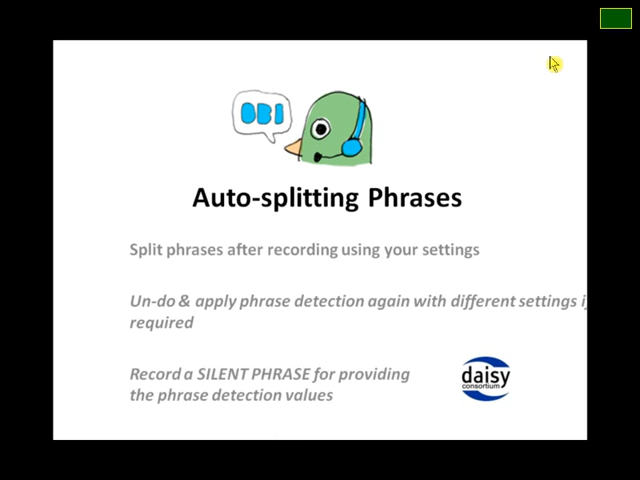 OBI
Auto-splitting Phrases
Split phrases after recording using your settings
Un-do & apply phrase detection again with different settings
required
Record a SILENT PHRASE for providing
the phrase detection values
daisy
consortium